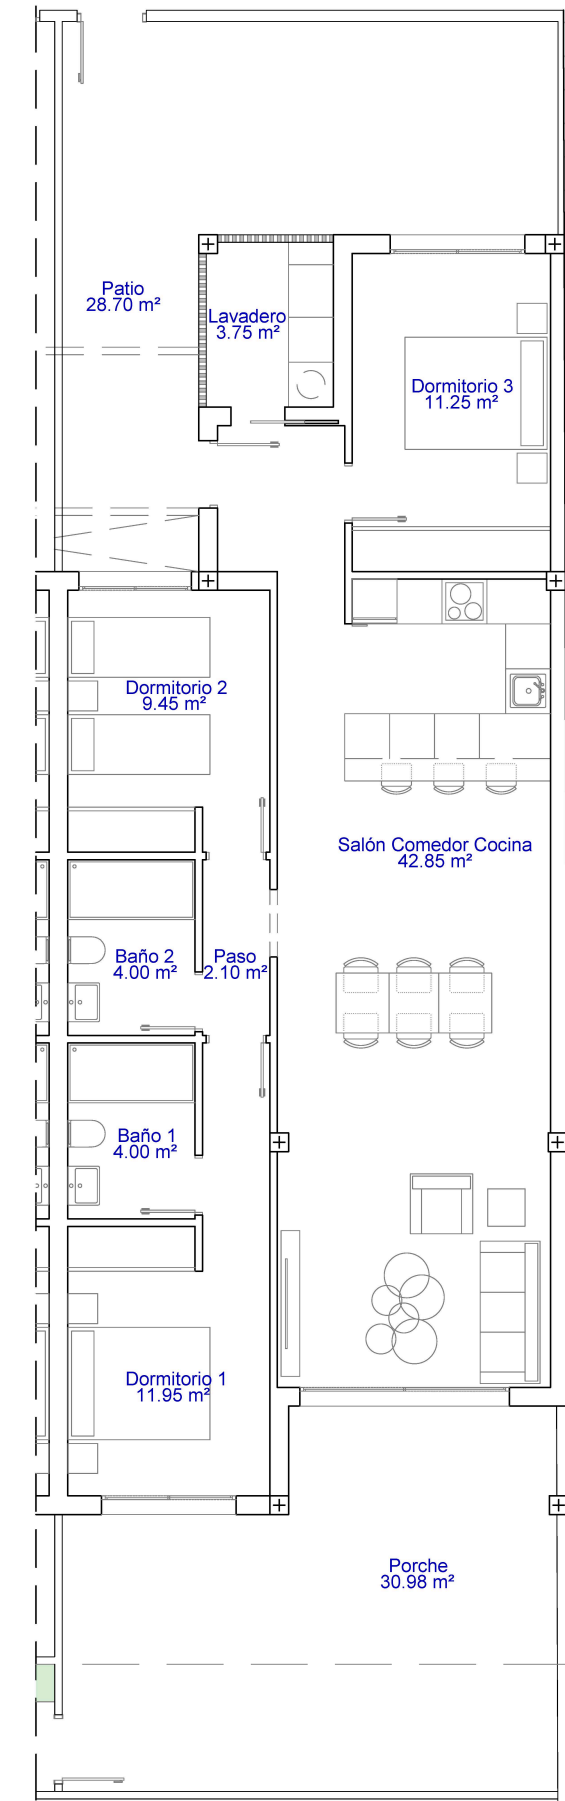 Patio
28.70 m²
Lavadero
3.75 m²
Dormitorio 3
11.25 m²
Dormitorio 2
9.45 m²
Salón Comedor Cocina
42.85 m²
Baño 2
4.00 m²
Paso
2.10 m²
Baño 1
4.00 m²
Dormitorio 1
11.95 m²
Porche
30.98 m²